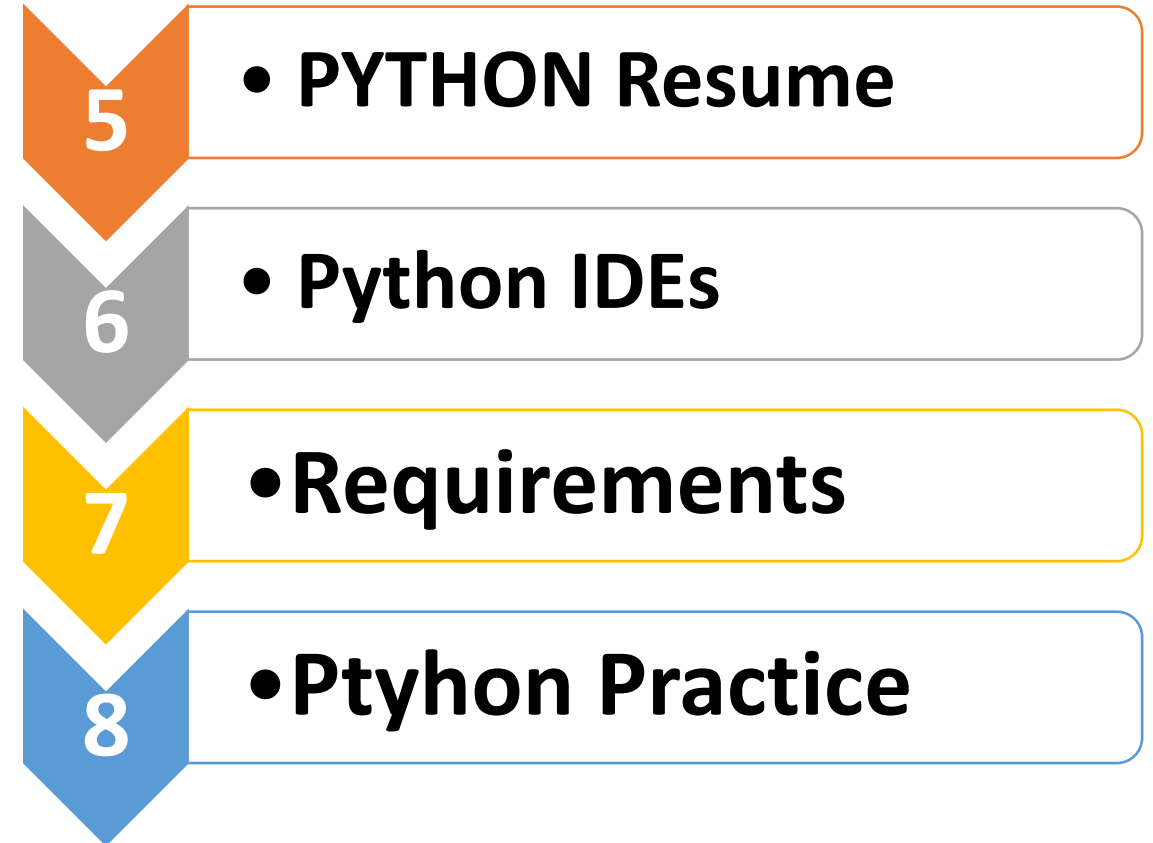 5
• PYTHON Resume
6
• Python IDEs
7
•Requirements
8
•Ptyhon Practice